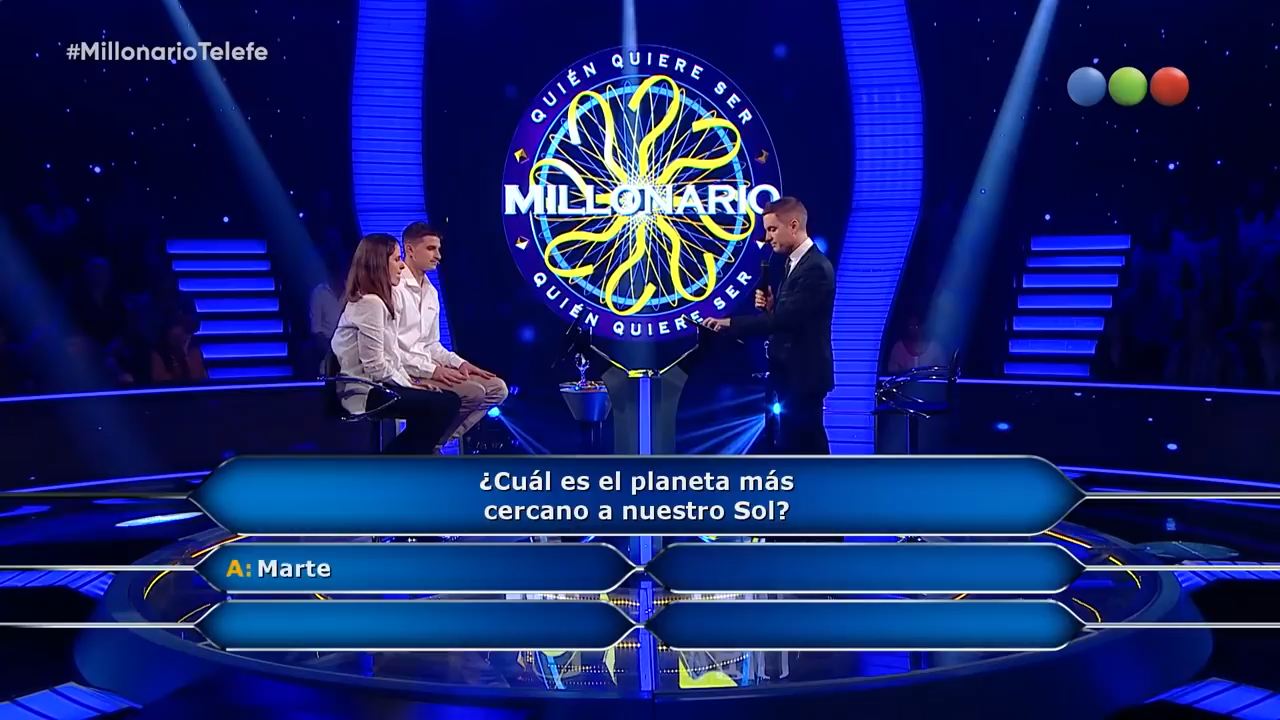 #MillonarioTelefe
QUIÉN QUIERE SER
MILLONARIO
QUIÉN QUIERE SER
¿Cuál es el planeta más
cercano a nuestro Sol?
A: Marte